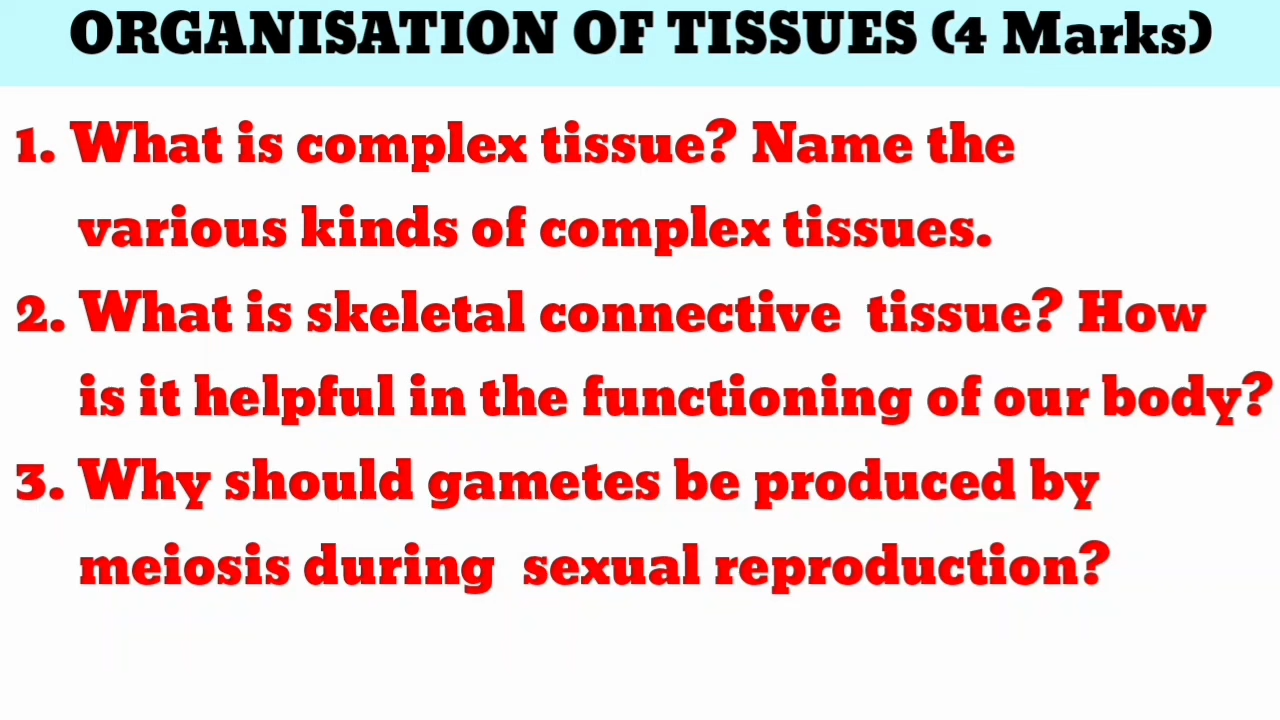 ORGANISATION OF TISSUES (4 Marks)
1. What is complex tissue? Name the
various kinds of complex tissues.
2. What is skeletal connective tissue? How
is it helpful in the functioning of our body?
3. Why should gametes be produced by
meiosis during sexual reproduction?